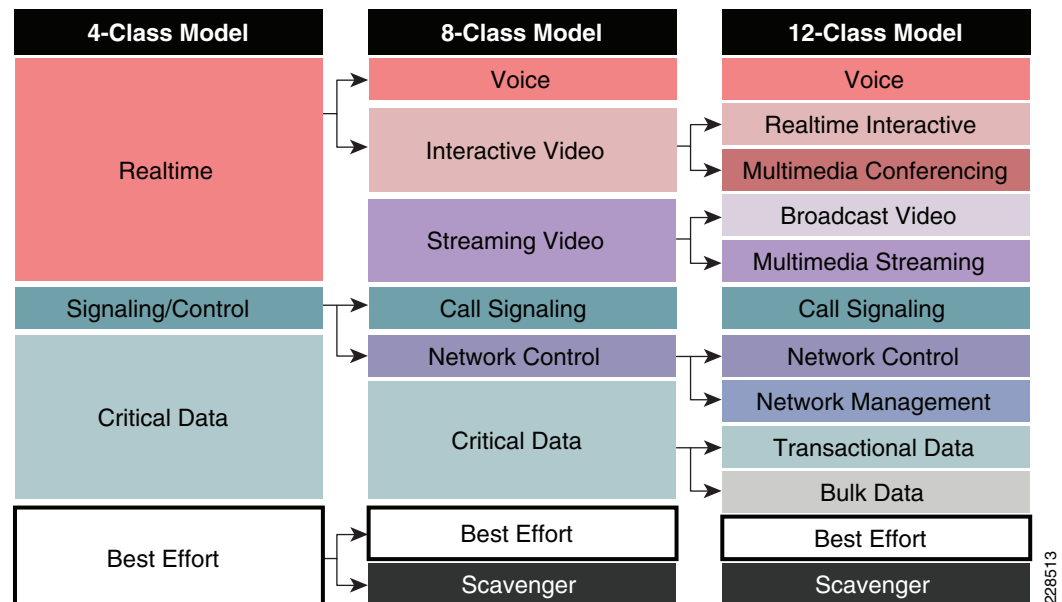 4-Class Model
8-Class Model
12-Class Model
Realtime
Signaling/Control
Critical Data
Best Effort
Voice
Interactive Video
Streaming Video
Call Signaling
Network Control
Critical Data
Best Effort
Scavenger
Voice
Realtime Interactive
Multimedia Conferencing
Broadcast Video
Multimedia Streaming
Call Signaling
Network Control
Network Management
Transactional Data
Bulk Data
Best Effort
Scavenger
228513